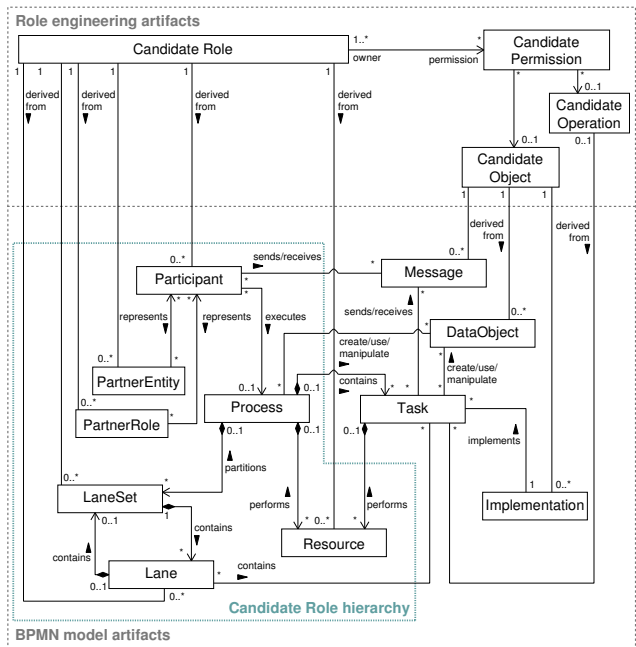 Role engineering artifacts
Candidate Role
1..*
owner
*
permission
Candidate
Permission
1
1
1
1
1
1
*
*
derived
from
derived
from
derived
from
derived
from
0..1
Candidate
Operation
0..1
0..1
Candidate
Object
1
1
1
derived
from
derived
from
0..*
Participant
*
sends/receives
*
0..*
Message
*
*
*
*
*
represents
represents
executes
sends/receives
0..*
DataObject
*
create/use/
manipulate
create/use/
manipulate
0..*
*
PartnerEntity
0..*
PartnerRole
*
0..1
*
0..1
contains
*
*
*
*
Process
Task
*
0..1
0..1
0..1
*
*
implements
partitions
0..*
*
LaneSet
0..1
1
performs
performs
1
0..*
Implementation
contains
*
0..*
*
Resource
contains
*
Lane
0..1
0..*
*
contains
Candidate Role hierarchy
BPMN model artifacts